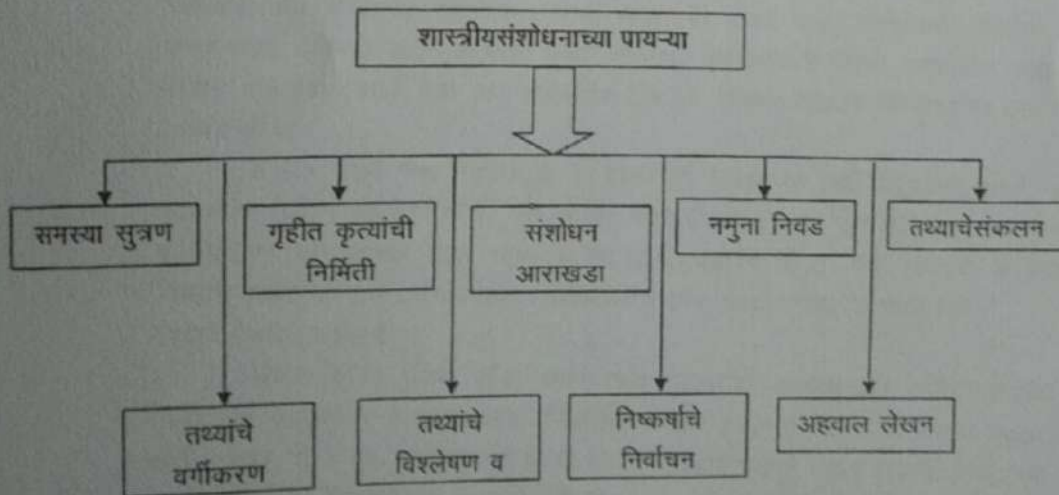 शास्त्रीयसंशोधनाच्या पायऱ्या
समस्या सुत्रण
गृहीत कृत्यांची
निर्मिती
संशोधन
आराखडा
नमुना निवड
तथ्याचेसंकलन
तथ्यांचे
वर्गीकरण
तथ्यांचे
विश्लेषण व
निष्कर्षाचे
निर्वाचन
अहवाल लेखन